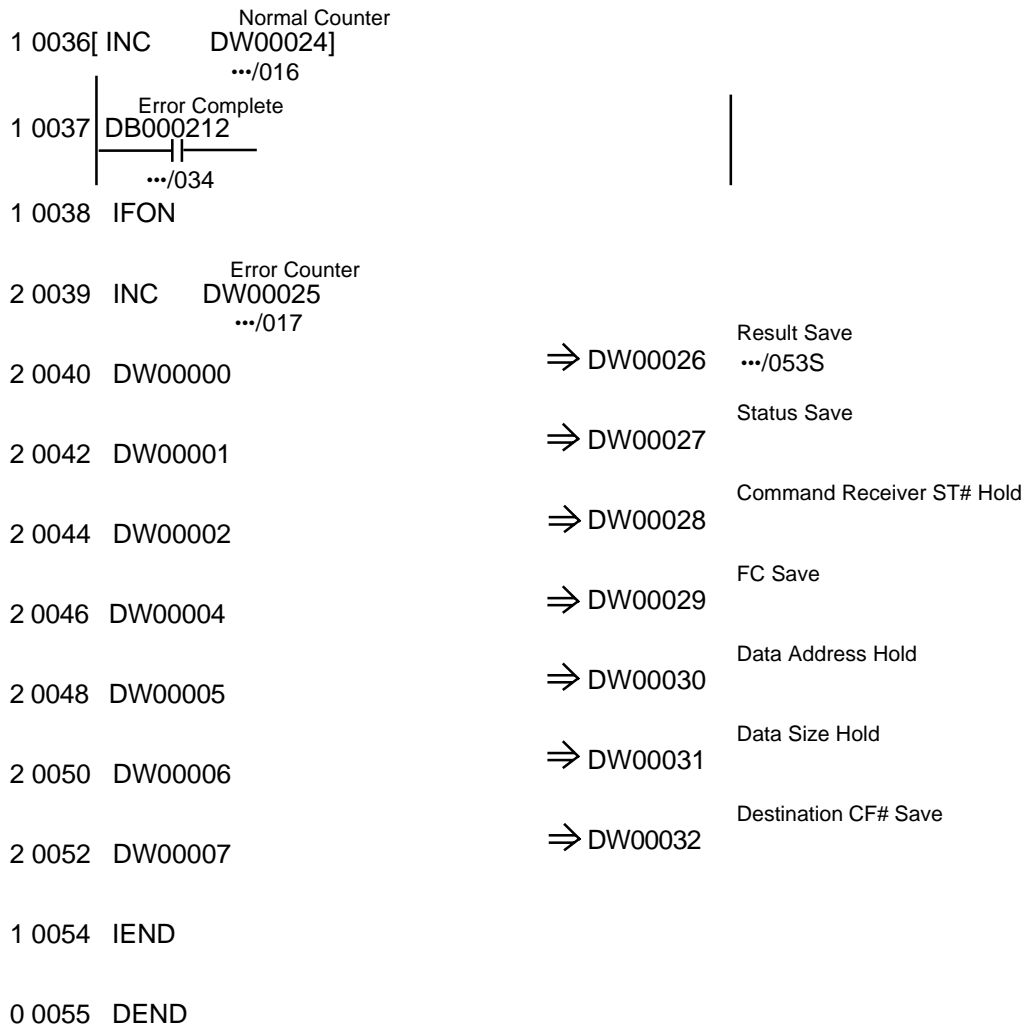 Normal Counter
1 0036[ INC DW00024]
•••/016
Error Complete
1 0037 DB000212
•••/034
1 0038 IFON
Error Counter
2 0039 INC DW00025
•••/017
Result Save
2 0040 DW00000 ⇒ DW00026 •••/053S
Status Save
2 0042 DW00001 ⇒ DW00027
Command Receiver ST# Hold
2 0044 DW00002 ⇒ DW00028
FC Save
2 0046 DW00004 ⇒ DW00029
Data Address Hold
2 0048 DW00005 ⇒ DW00030
Data Size Hold
2 0050 DW00006 ⇒ DW00031
Destination CF# Save
2 0052 DW00007 ⇒ DW00032
1 0054 IEND
0 0055 DEND